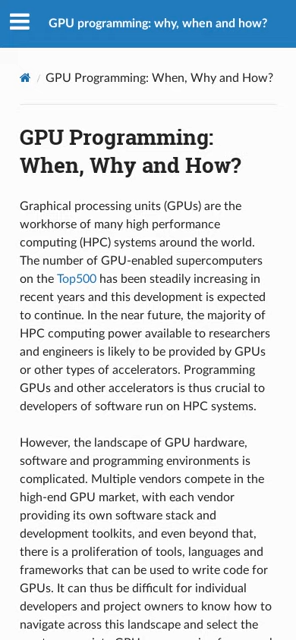 GPU programming: why, when and how?
/ GPU Programming: When, Why and How?
GPU Programming:
When, Why and How?
Graphical processing units (GPUs) are the
workhorse of many high performance
computing (HPC) systems around the world.
The number of GPU-enabled supercomputers
on the Top500 has been steadily increasing in
recent years and this development is expected
to continue. In the near future, the majority of
HPC computing power available to researchers
and engineers is likely to be provided by GPUs
or other types of accelerators. Programming
GPUs and other accelerators is thus crucial to
developers of software run on HPC systems.
However, the landscape of GPU hardware,
software and programming environments is
complicated. Multiple vendors compete in the
high-end GPU market, with each vendor
providing its own software stack and
development toolkits, and even beyond that,
there is a proliferation of tools, languages and
frameworks that can be used to write code for
GPUs. It can thus be difficult for individual
developers and project owners to know how to
navigate across this landscape and select the